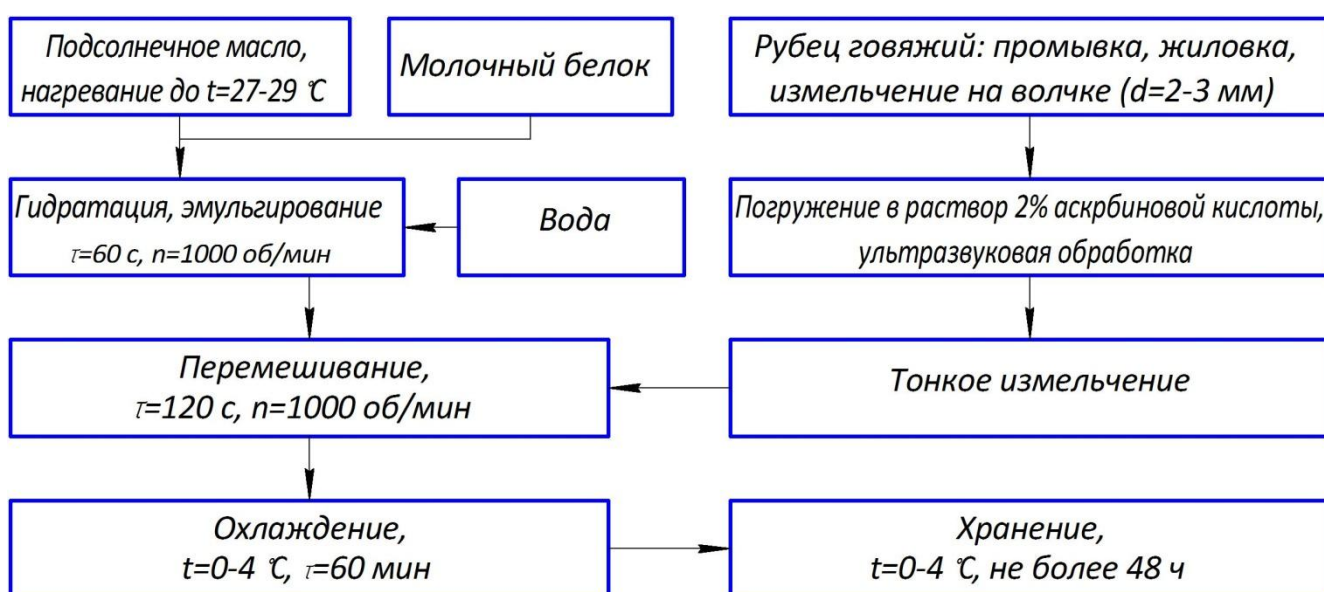 Подсолнечное масло,
нагревание до t=27-29 ℃
Молочный белок
Рубец говяжий: промывка, жиловка,
измельчение на волчке (d=2-3 мм)
Гидратация, эмульгирование
τ=60 с, n=1000 об/мин
Вода
Погружение в раствор 2% аскрбиновой кислоты,
ультразвуковая обработка
Перемешивание,
τ=120 с, n=1000 об/мин
Тонкое измельчение
Охлаждение,
t=0-4 ℃, τ=60 мин
Хранение,
t=0-4 ℃, не более 48 ч